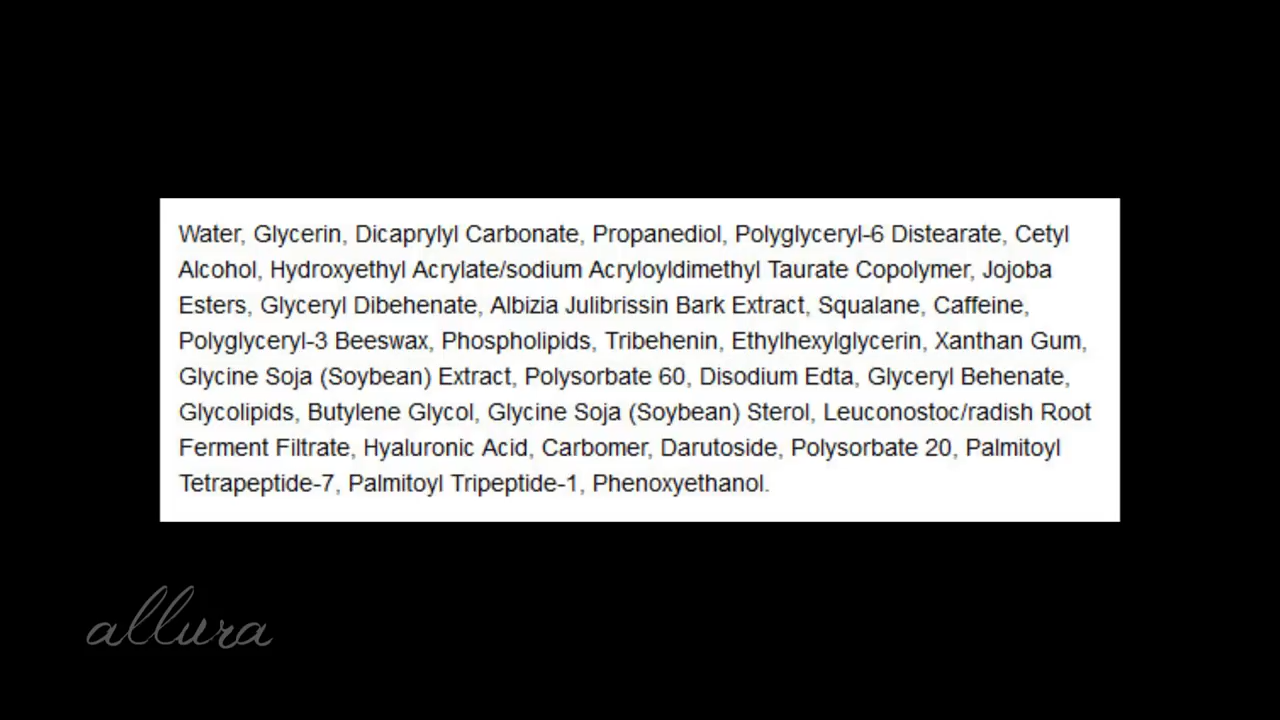 Water, Glycerin, Dicaprylyl Carbonate, Propanediol, Polyglyceryl-6 Distearate, Cetyl
Alcohol, Hydroxyethyl Acrylate/sodium Acryloyldimethyl Taurate Copolymer, Jojoba
Esters, Glyceryl Dibehenate, Albizia Julibrissin Bark Extract, Squalane, Caffeine,
Polyglyceryl-3 Beeswax, Phospholipids, Tribehenin, Ethylhexylglycerin, Xanthan Gum,
Glycine Soja (Soybean) Extract, Polysorbate 60, Disodium Edta, Glyceryl Behenate,
Glycolipids, Butylene Glycol, Glycine Soja (Soybean) Sterol, Leuconostoc/radish Root
Ferment Filtrate, Hyaluronic Acid, Carbomer, Darutoside, Polysorbate 20, Palmitoyl
Tetrapeptide-7, Palmitoyl Tripeptide-1, Phenoxyethanol.
allura